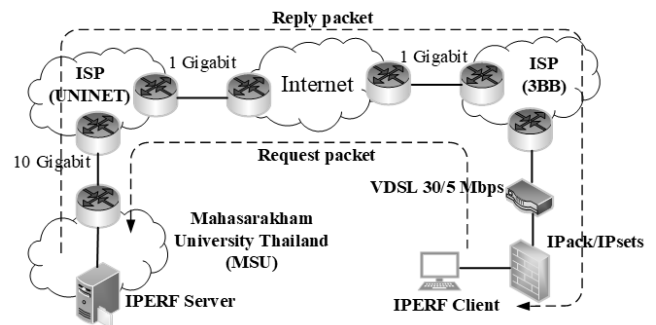 Reply packet
1 Gigabit
1 Gigabit
ISP
(UNINET)
Internet
ISP
(3BB)
10 Gigabit
Request packet
VDSL 30/5 Mbps
Mahasarakham
University Thailand
(MSU)
IPack/IPsets
IPERF Server
IPERF Client